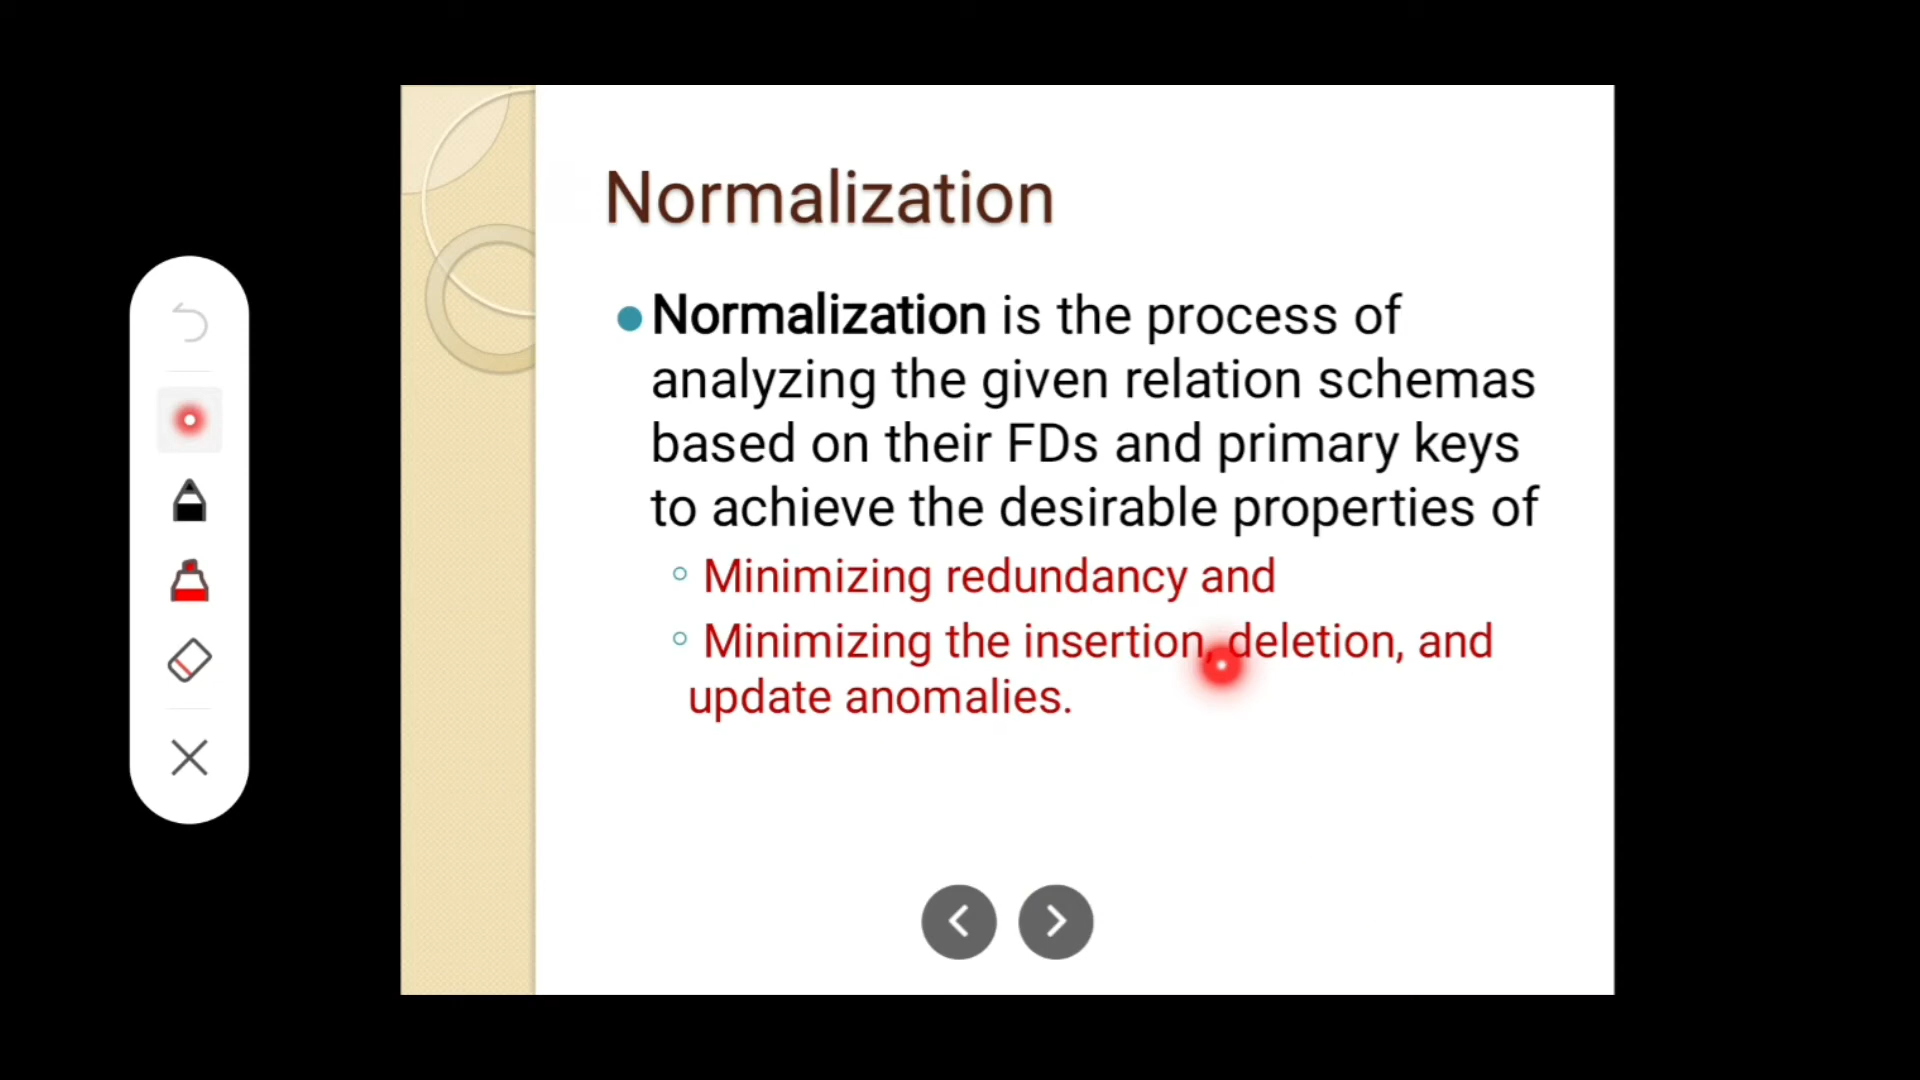 Normalization
Normalization is the process of
analyzing the given relation schemas
based on their FDs and primary keys
to achieve the desirable properties of
Minimizing redundancy and
Minimizing the insertion, deletion, and
update anomalies.